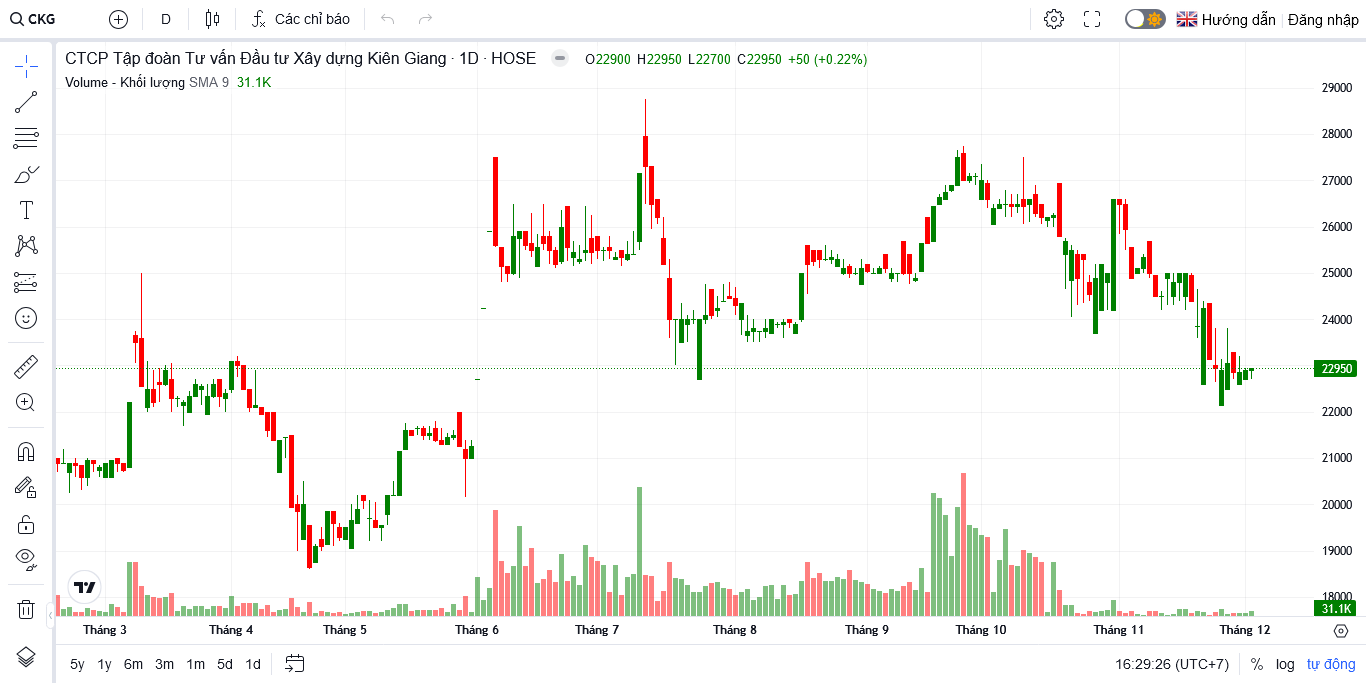 CKG D Các chỉ báo Hướng dẫn Đăng nhập
CTCP Tập đoàn Tư vấn Đầu tư Xây dựng Kiên Giang · 1D · HOSE O22900 H22950 L22700 C22950 +50 (+0.22%)
Volume - Khối lượng SMA 9 31.1K
29000
28000
27000
26000
25000
24000
22950
22000
21000
20000
19000
18000
31.1K
Tháng 3 Tháng 4 Tháng 5 Tháng 6 Tháng 7 Tháng 8 Tháng 9 Tháng 10 Tháng 11 Tháng 12
5y 1y 6m 3m 1m 5d 1d 16:29:26 (UTC+7) % log tự động